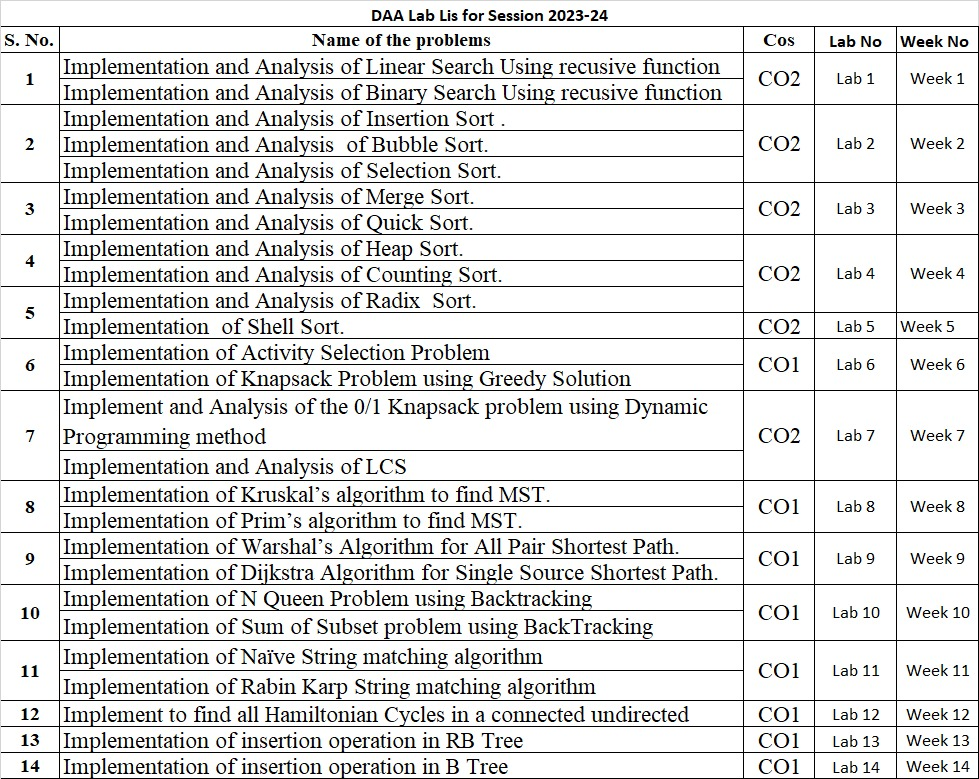 DAA Lab Lis for Session 2023-24
S. No. Name of the problems Cos Lab No Week No
1 Implementation and Analysis of Linear Search Using recusive function CO2 Lab 1 Week 1
Implementation and Analysis of Binary Search Using recusive function
2 Implementation and Analysis of Insertion Sort . CO2 Lab 2 Week 2
Implementation and Analysis of Bubble Sort.
Implementation and Analysis of Selection Sort.
3 Implementation and Analysis of Merge Sort. CO2 Lab 3 Week 3
Implementation and Analysis of Quick Sort.
4 Implementation and Analysis of Heap Sort. CO2 Lab 4 Week 4
Implementation and Analysis of Counting Sort.
5 Implementation and Analysis of Radix Sort.
Implementation of Shell Sort. CO2 Lab 5 Week 5
6 Implementation of Activity Selection Problem CO1 Lab 6 Week 6
Implementation of Knapsack Problem using Greedy Solution
7 Implement and Analysis of the 0/1 Knapsack problem using Dynamic CO2 Lab 7 Week 7
Programming method
Implementation and Analysis of LCS
8 Implementation of Kruskal’s algorithm to find MST. CO1 Lab 8 Week 8
Implementation of Prim’s algorithm to find MST.
9 Implementation of Warshal’s Algorithm for All Pair Shortest Path. CO1 Lab 9 Week 9
Implementation of Dijkstra Algorithm for Single Source Shortest Path.
10 Implementation of N Queen Problem using Backtracking CO1 Lab 10 Week 10
Implementation of Sum of Subset problem using BackTracking
11 Implementation of Naïve String matching algorithm CO1 Lab 11 Week 11
Implementation of Rabin Karp String matching algorithm
12 Implement to find all Hamiltonian Cycles in a connected undirected CO1 Lab 12 Week 12
13 Implementation of insertion operation in RB Tree CO1 Lab 13 Week 13
14 Implementation of insertion operation in B Tree CO1 Lab 14 Week 14